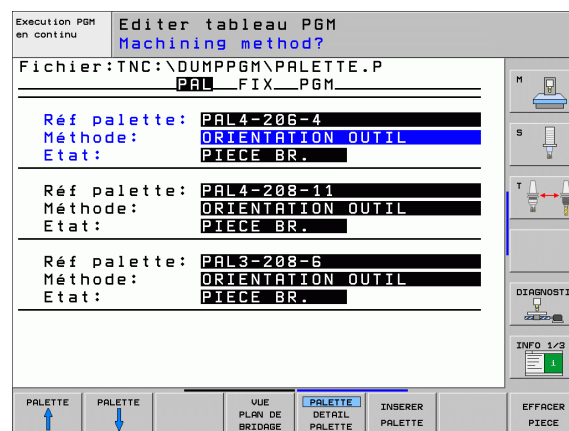 Execution PGM
en continu
Editer tableau PGM
Machining method?
Fichier:TNC:\DUMPPGM\PALETTE.P
PAL FIX PGM
Réf palette: PAL4-206-4
Méthode: ORIENTATION OUTIL
Etat: PIECE BR.
Réf palette: PAL4-208-11
Méthode: ORIENTATION OUTIL
Etat: PIECE BR.
Réf palette: PAL3-208-6
Méthode: ORIENTATION OUTIL
Etat: PIECE BR.
M
S
T
DIAGNOSTI
INFO 1/3
PALETTE
PALETTE
VUE
PLAN DE
BRIDAGE
PALETTE
DETAIL
PALETTE
INSERER
PALETTE
EFFACER
PIECE